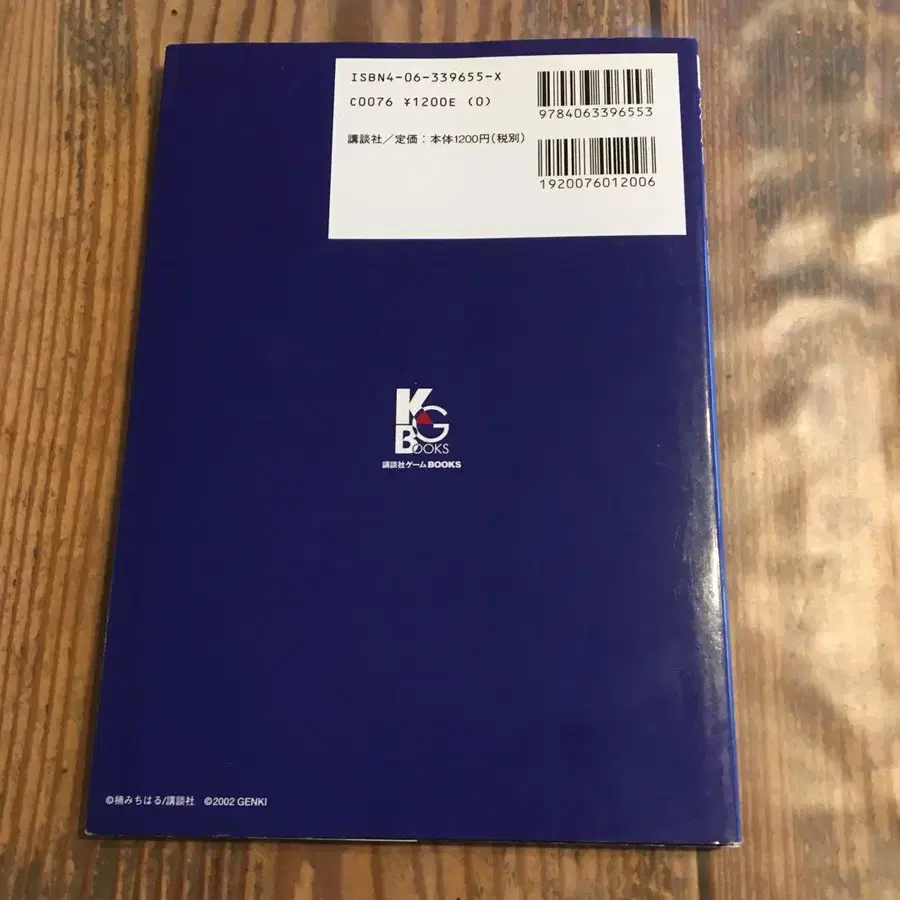 ISBN4-06-339655-X
C0076 ¥1200E (0)
講談社／定価：本体1200円(税別)
9784063396553
1920076012006
KG
BOOKS
講談社ゲームBOOKS
©楠みちはる/講談社 ©2002 GENKI